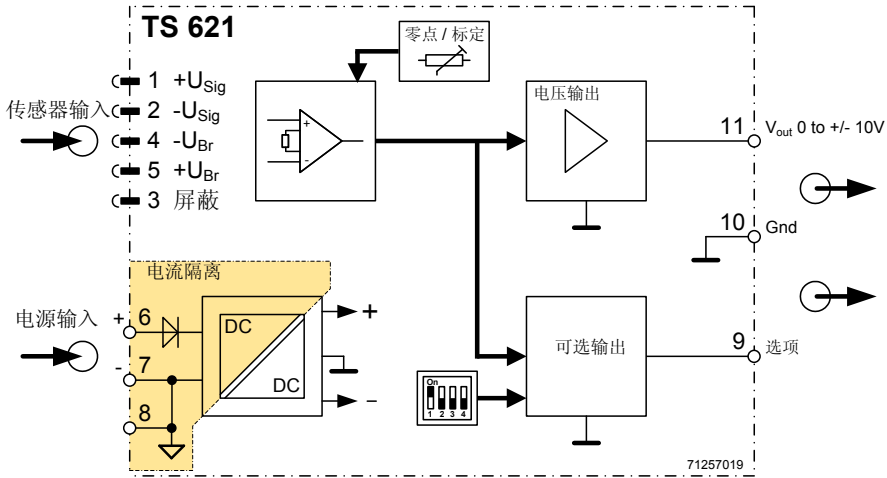 TS 621
零点 / 标定
传感器输入
1 +USig
2 -USig
4 -UBr
5 +UBr
3 屏蔽
+
-
电压输出
11 Vout 0 to +/- 10V
10 Gnd
电流隔离
电源输入
+ 6
- 7
8
DC
DC
+
−
On
1 2 3 4
可选输出
9 选项
71257019